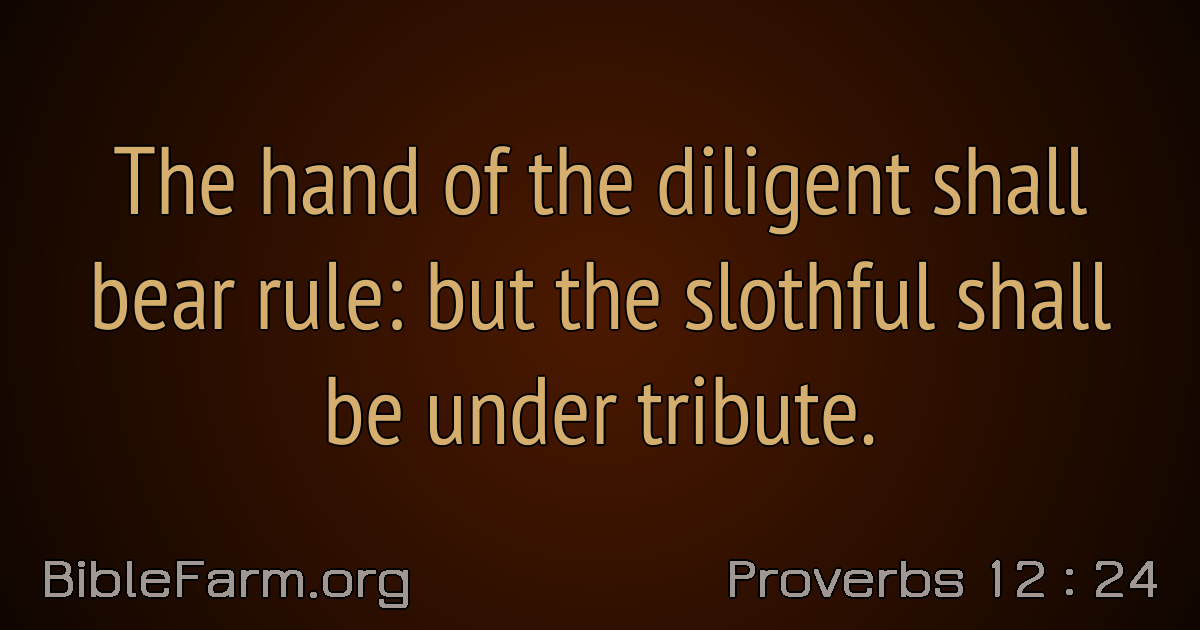 The hand of the diligent shall
bear rule: but the slothful shall
be under tribute.
BibleFarm.org
Proverbs 12 : 24